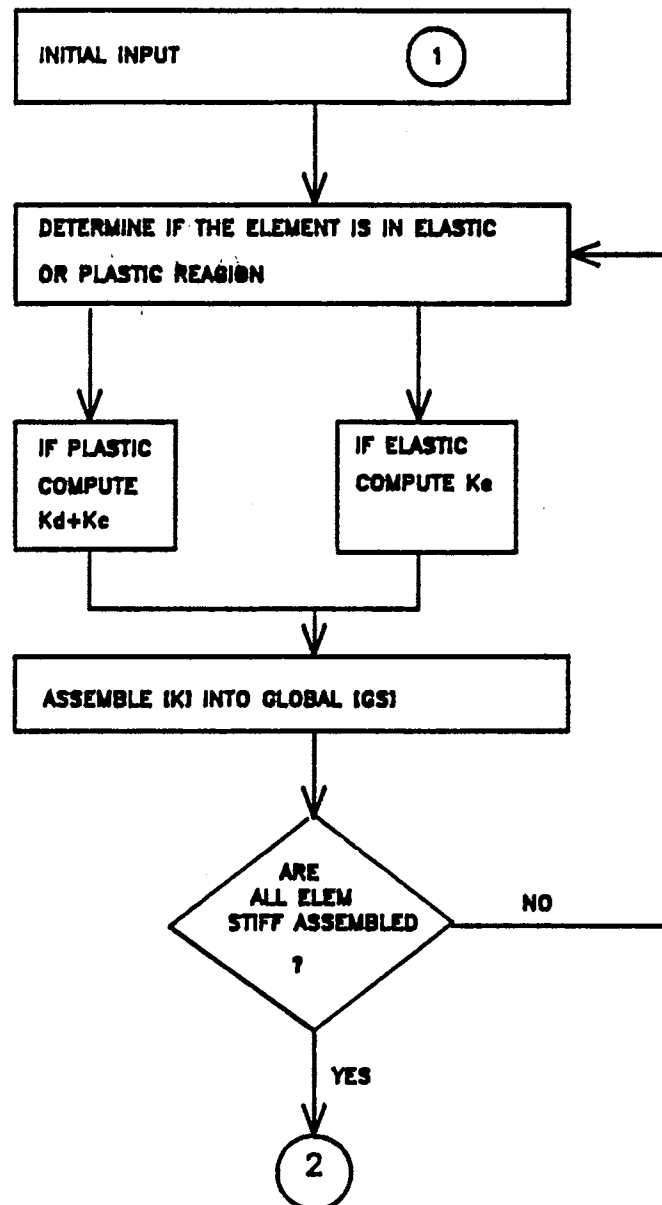 INITIAL INPUT
1
DETERMINE IF THE ELEMENT IS IN ELASTIC
OR PLASTIC REAGION
IF PLASTIC
COMPUTE
Kd+Kc
IF ELASTIC
COMPUTE Ke
ASSEMBLE [K] INTO GLOBAL [GS]
ARE
ALL ELEM
STIFF ASSEMBLED
?
NO
YES
2